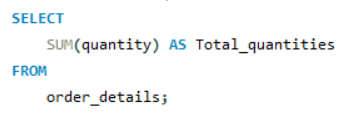 SELECT
SUM(quantity) AS Total_quantities
FROM
order_details;